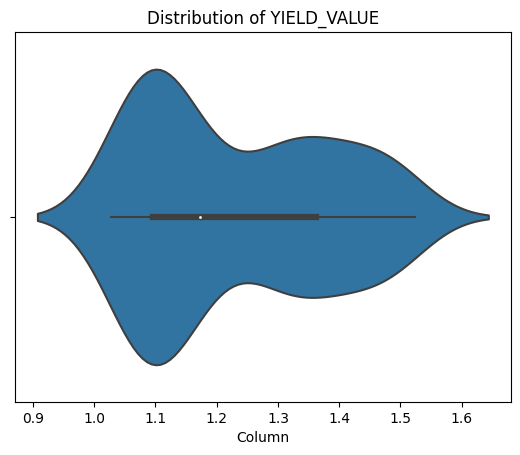 Distribution of YIELD_VALUE
0.9 1.0 1.1 1.2 1.3 1.4 1.5 1.6
Column